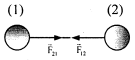 (1) (2)
F⃗₂₁ F⃗₁₂